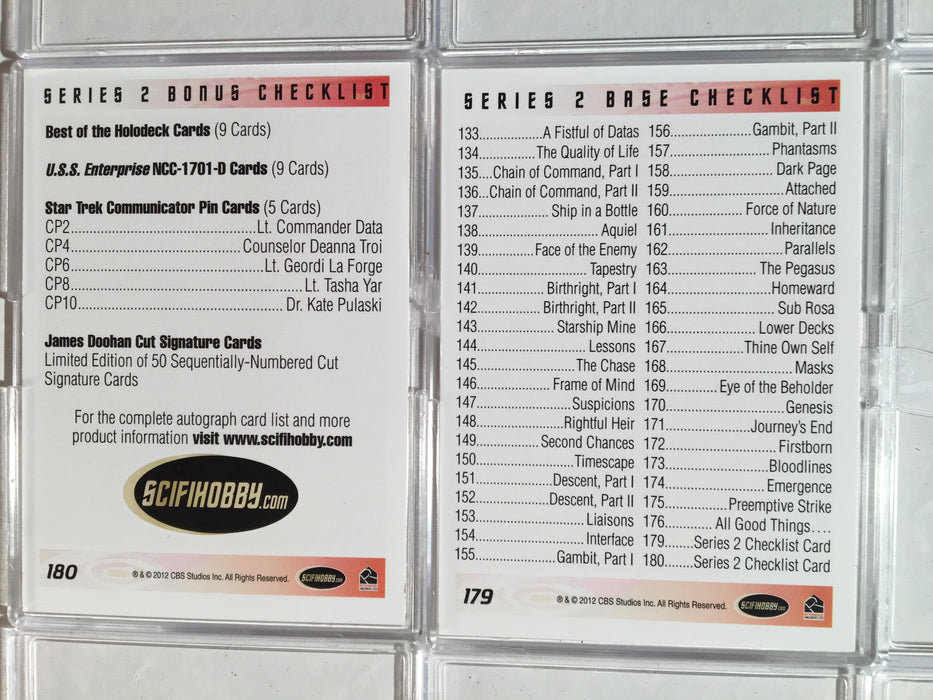 SERIES 2 BONUS CHECKLIST
Best of the Holodeck Cards (9 Cards)
U.S.S. Enterprise NCC-1701-D Cards (9 Cards)
Star Trek Communicator Pin Cards (5 Cards)
CP2..........Lt. Commander Data
CP4..........Counselor Deanna Troi
CP6..........Lt. Geordi La Forge
CP8..........Lt. Tasha Yar
CP10..........Dr. Kate Pulaski
James Doohan Cut Signature Cards
Limited Edition of 50 Sequentially-Numbered Cut
Signature Cards
For the complete autograph card list and more
product information visit www.scifihobby.com
SCIFIHOBBY.com
180
® & © 2012 CBS Studios Inc. All Rights Reserved.
SCIFIHOBBY.com
SERIES 2 BASE CHECKLIST
133..........A Fistful of Datas
134..........The Quality of Life
135....Chain of Command, Part I
136...Chain of Command, Part II
137..........Ship in a Bottle
138..........Aquiel
139..........Face of the Enemy
140..........Tapestry
141..........Birthright, Part I
142..........Birthright, Part II
143..........Starship Mine
144..........Lessons
145..........The Chase
146..........Frame of Mind
147..........Suspicions
148..........Rightful Heir
149..........Second Chances
150..........Timescape
151..........Descent, Part I
152..........Descent, Part II
153..........Liaisons
154..........Interface
155..........Gambit, Part I
156..........Gambit, Part II
157..........Phantasms
158..........Dark Page
159..........Attached
160..........Force of Nature
161..........Inheritance
162..........Parallels
163..........The Pegasus
164..........Homeward
165..........Sub Rosa
166..........Lower Decks
167..........Thine Own Self
168..........Masks
169..........Eye of the Beholder
170..........Genesis
171..........Journey's End
172..........Firstborn
173..........Bloodlines
174..........Emergence
175..........Preemptive Strike
176..........All Good Things....
179.......Series 2 Checklist Card
180.......Series 2 Checklist Card
179
® & © 2012 CBS Studios Inc. All Rights Reserved.
SCIFIHOBBY.com